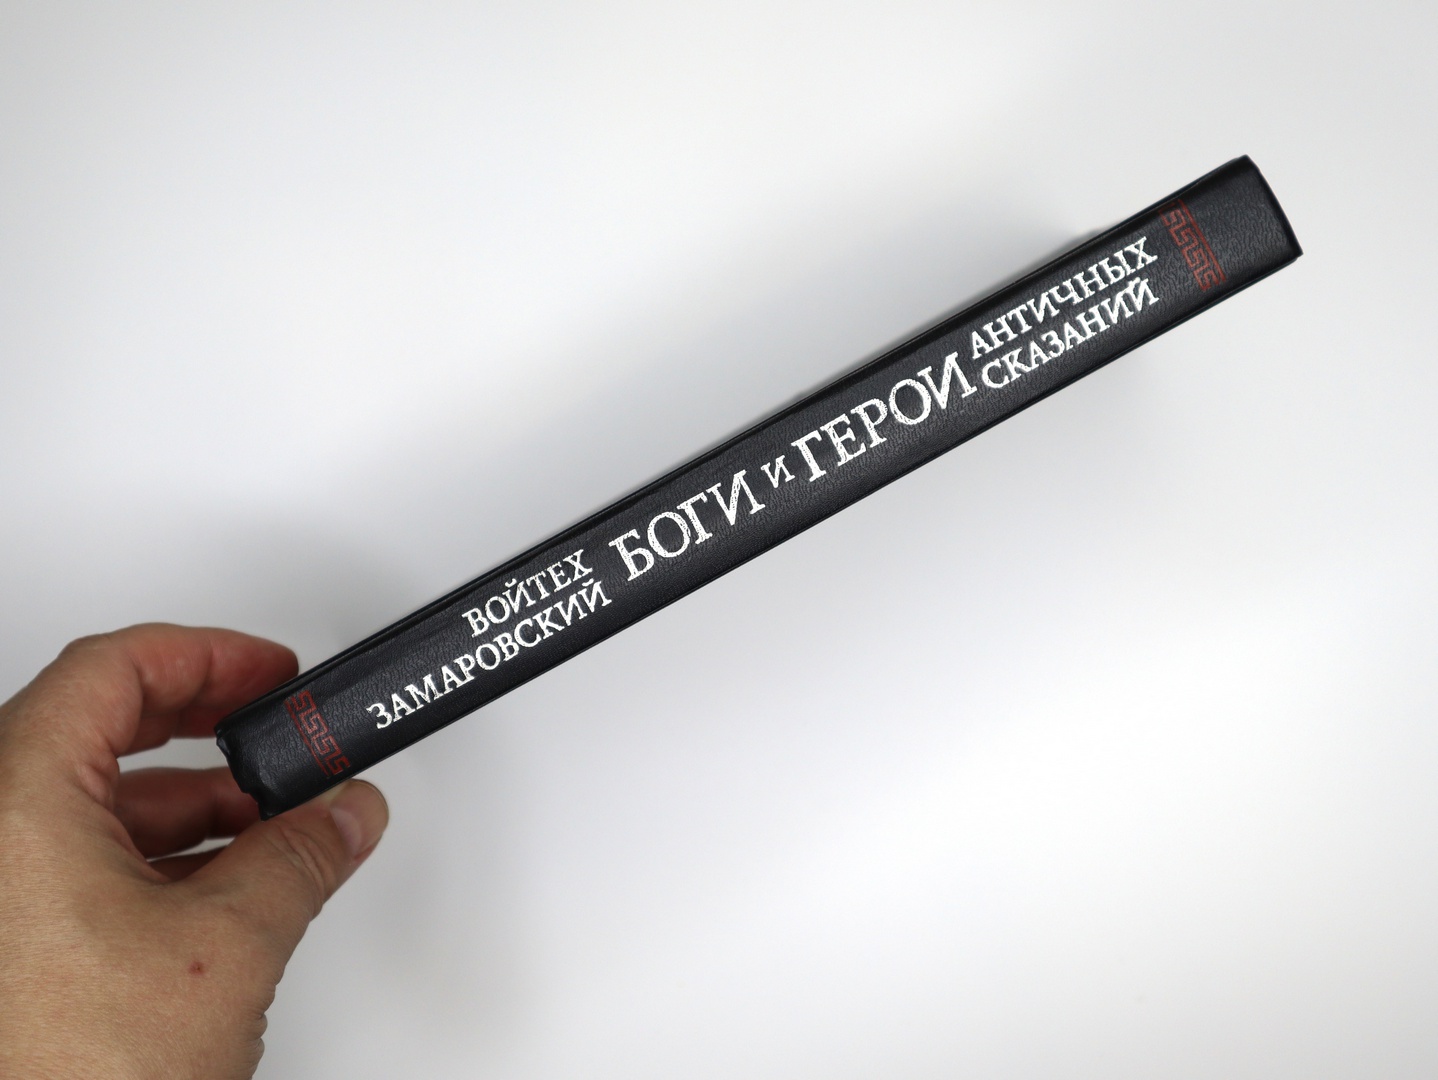 ВОЙТЕХ
ЗАМАРОВСКИЙ
БОГИ И ГЕРОИ
АНТИЧНЫХ
СКАЗАНИЙ